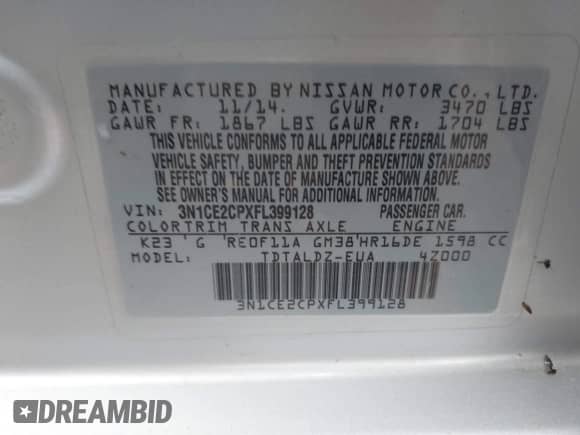 MANUFACTURED BY NISSAN MOTOR CO., LTD.
DATE: 11/14. GVWR: 3470 LBS
GAWR FR: 1867 LBS GAWR RR: 1704 LBS
THIS VEHICLE CONFORMS TO ALL APPLICABLE FEDERAL MOTOR
VEHICLE SAFETY, BUMPER AND THEFT PREVENTION STANDARDS
IN EFFECT ON THE DATE OF MANUFACTURE SHOWN ABOVE.
SEE OWNER'S MANUAL FOR ADDITIONAL INFORMATION.
VIN: 3N1CE2CPXFL399128 PASSENGER CAR.
COLOR TRIM TRANS AXLE ENGINE
K23 'G 'RE0F11A GM38'HR16DE 1598 CC
MODEL: TDTALDZ-EUA 4Z000
3N1CE2CPXFL399128
DREAMBID